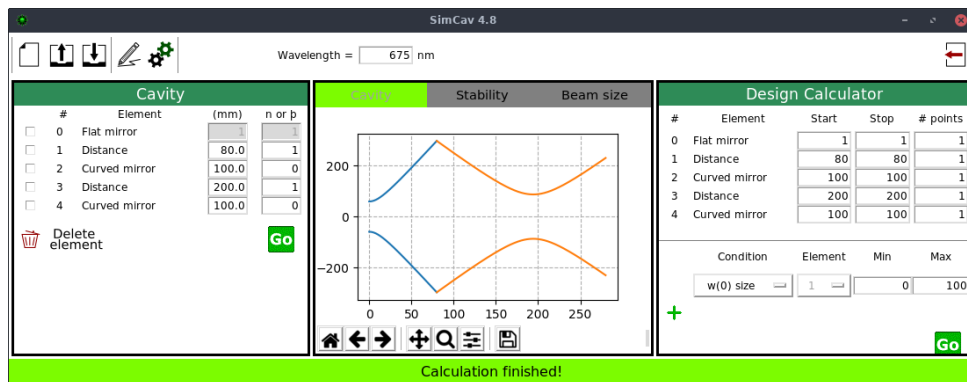 SimCav 4.8
Wavelength = 675 nm
Cavity
# Element (mm) n or þ
0 Flat mirror 1 1
1 Distance 80.0 1
2 Curved mirror 100.0 0
3 Distance 200.0 1
4 Curved mirror 100.0 0
Delete
element
Go
Cavity Stability Beam size
200
0
−200
0 50 100 150 200 250
Design Calculator
# Element Start Stop # points
0 Flat mirror 1 1 1
1 Distance 80 80 1
2 Curved mirror 100 100 1
3 Distance 200 200 1
4 Curved mirror 100 100 1
Condition Element Min Max
w(0) size 1 0 100
+
Go
Calculation finished!